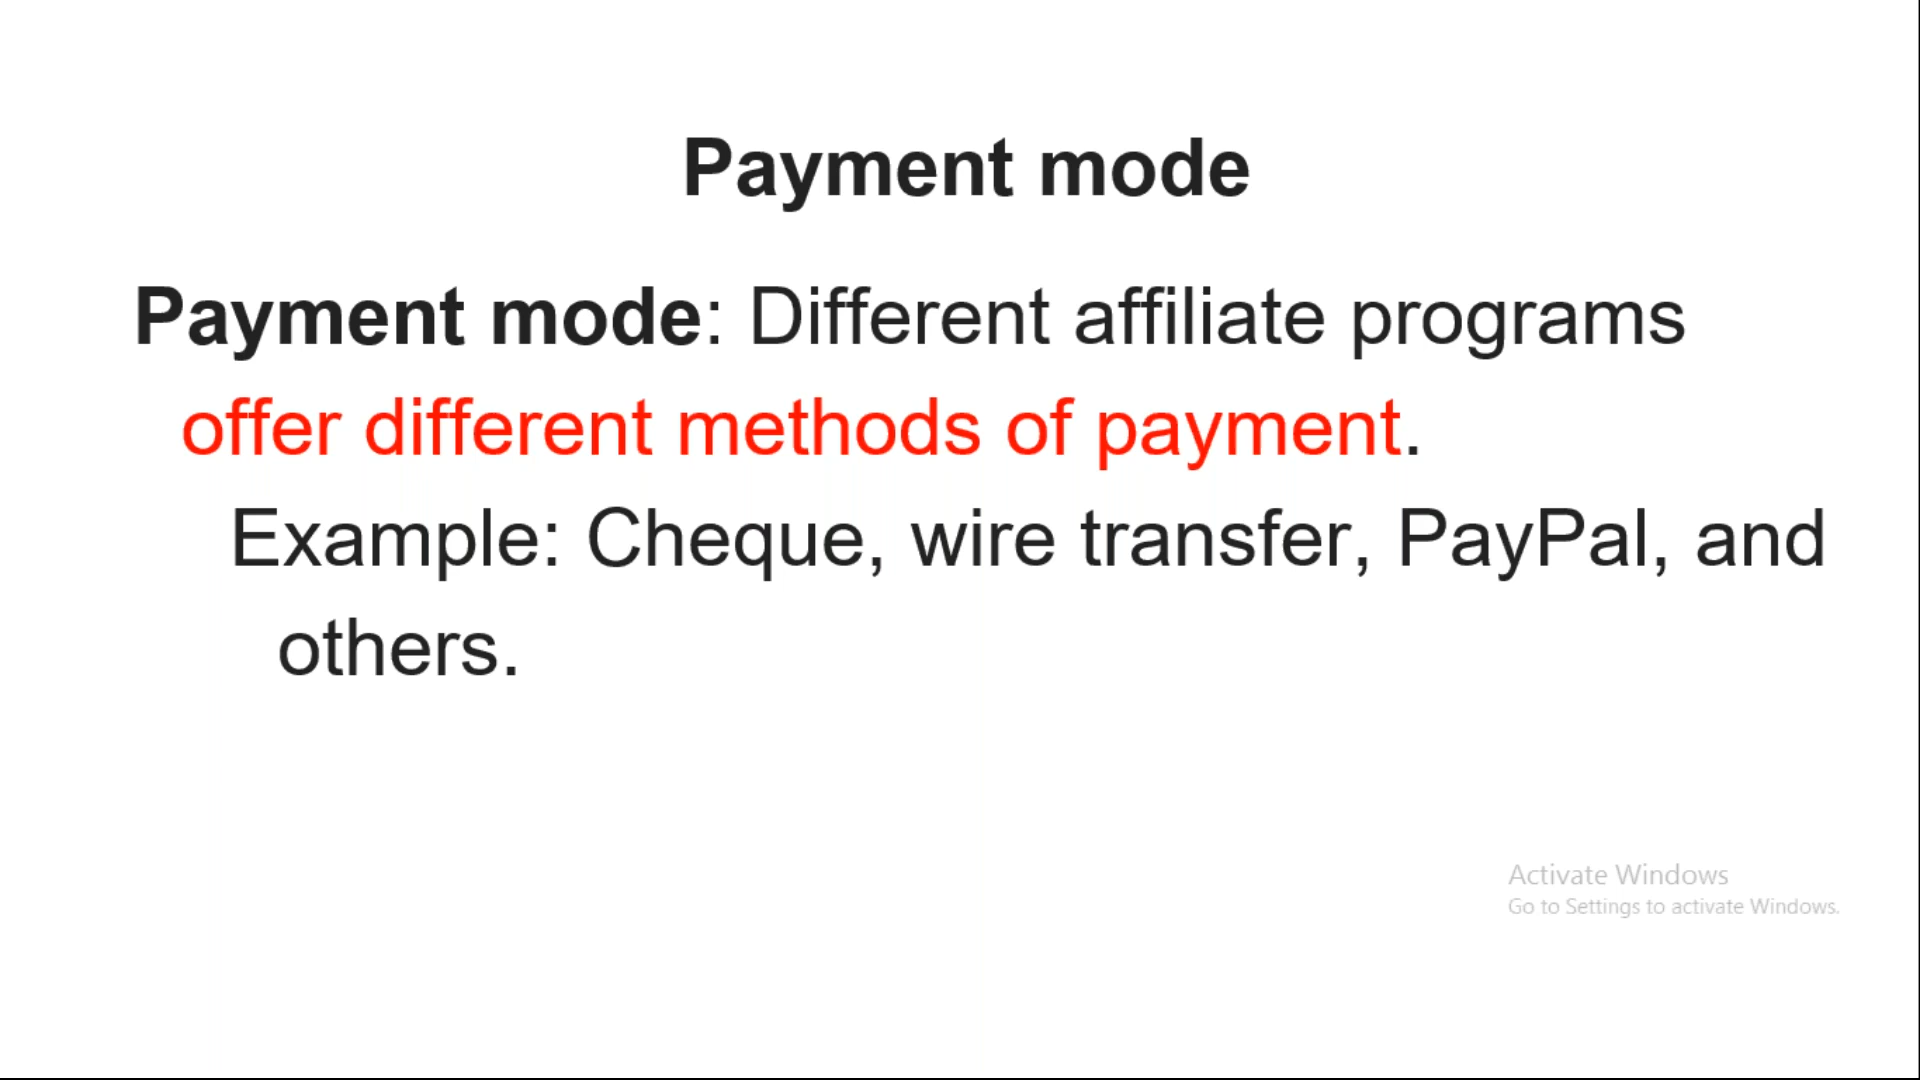 Payment mode
Payment mode: Different affiliate programs
offer different methods of payment.
Example: Cheque, wire transfer, PayPal, and
others.
Activate Windows
Go to Settings to activate Windows.